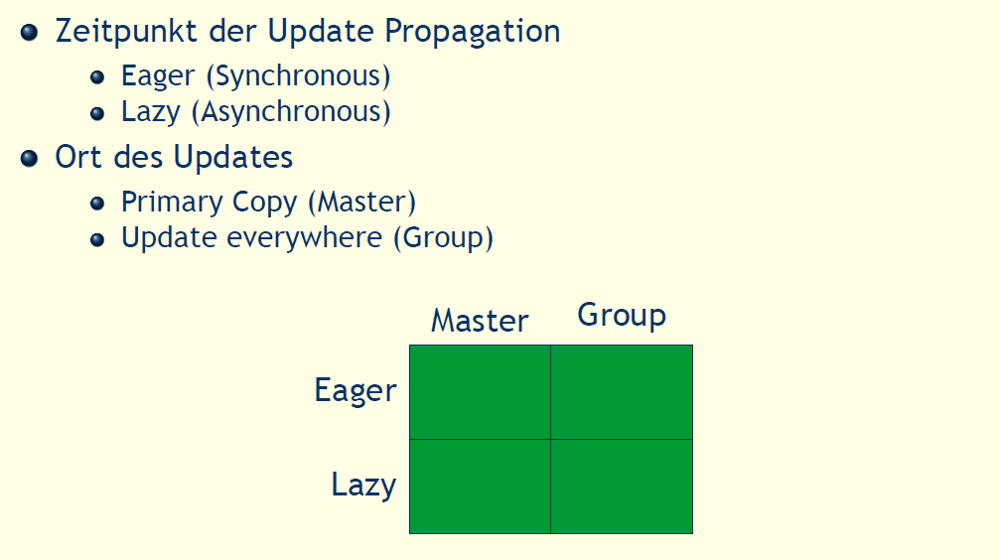 Zeitpunkt der Update Propagation
Eager (Synchronous)
Lazy (Asynchronous)
Ort des Updates
Primary Copy (Master)
Update everywhere (Group)
Master Group
Eager
Lazy